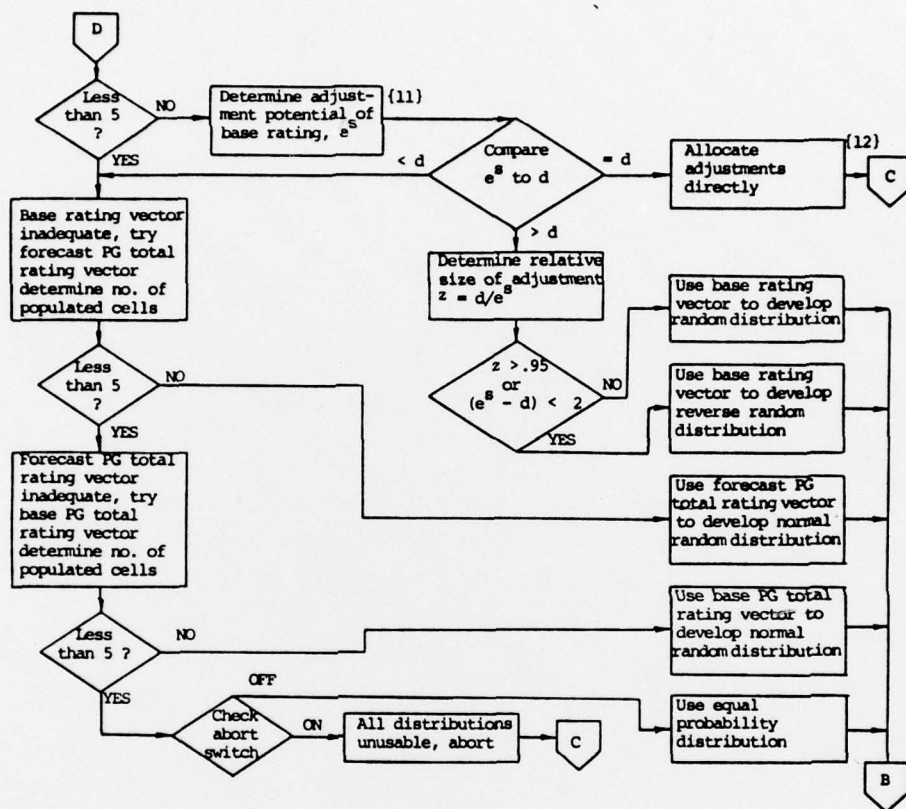 D
Less
than 5
?
NO
YES
Determine adjust-
ment potential of
base rating, e^s
{11}
Compare
e^s to d
< d
= d
> d
Allocate
adjustments
directly
{12}
C
Base rating vector
inadequate, try
forecast PG total
rating vector
determine no. of
populated cells
Determine relative
size of adjustment
z = d/e^s
Use base rating
vector to develop
random distribution
Less
than 5
?
NO
YES
z >.95
or
(e^s - d) < 2
NO
YES
Use base rating
vector to develop
reverse random
distribution
Forecast PG total
rating vector
inadequate, try
base PG total
rating vector
determine no. of
populated cells
Use forecast PG
total rating vector
to develop normal
random distribution
Less
than 5 ?
NO
YES
Use base PG total
rating vector to
develop normal
random distribution
Check
abort
switch
OFF
ON
All distributions
unusable, abort
C
Use equal
probability
distribution
B